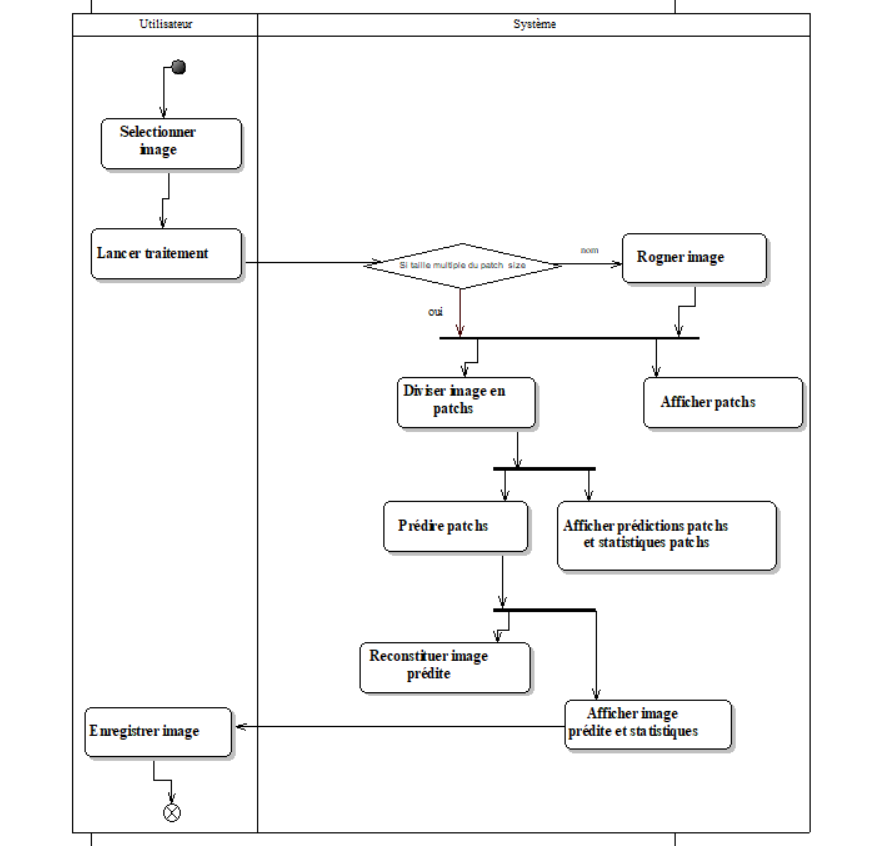 Utilisateur
Système
Selectionner
image
Lancer traitement
Si taille multiple du patch size
nom
Rogner image
oui
Diviser image en
patchs
Afficher patchs
Prédire patchs
Afficher prédictions patchs
et statistiques patchs
Reconstituer image
prédite
Afficher image
prédite et statistiques
Enregistrer image